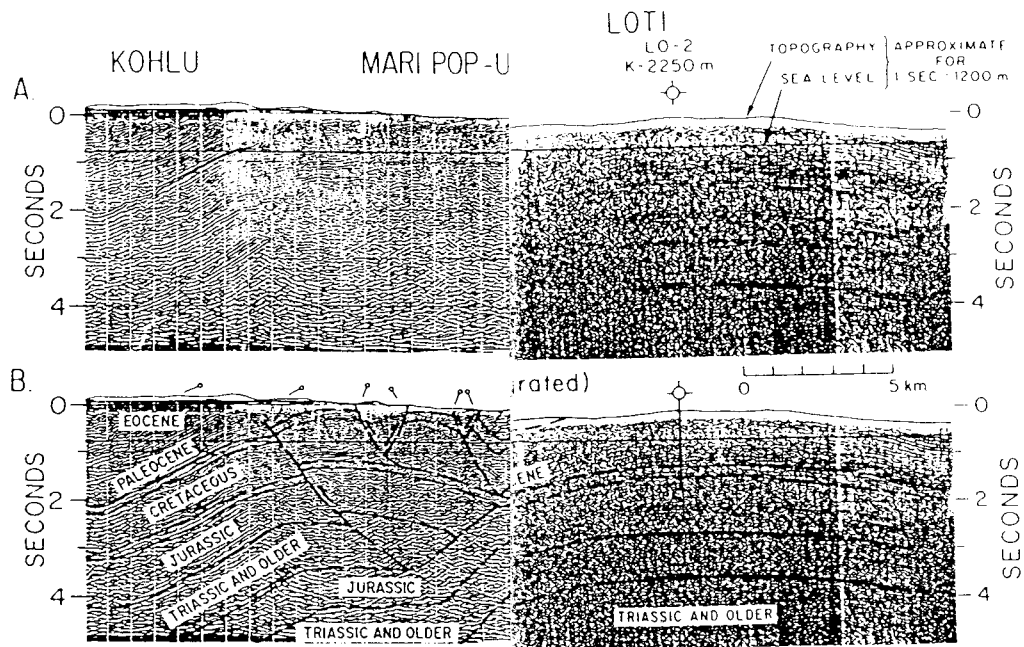 LOTI
LO-2
K-2250 m
KOHLU
MARI POP-U
TOPOGRAPHY
SEA LEVEL
APPROXIMATE
FOR
1 SEC = 1200 m
A.
0
2
4
SECONDS
0
2
4
SECONDS
B.
rated)
0
5 km
0
2
4
SECONDS
EOCENE
PALEOCENE
CRETACEOUS
JURASSIC
TRIASSIC AND OLDER
JURASSIC
TRIASSIC AND OLDER
ENE
TRIASSIC AND OLDER
0
2
4
SECONDS